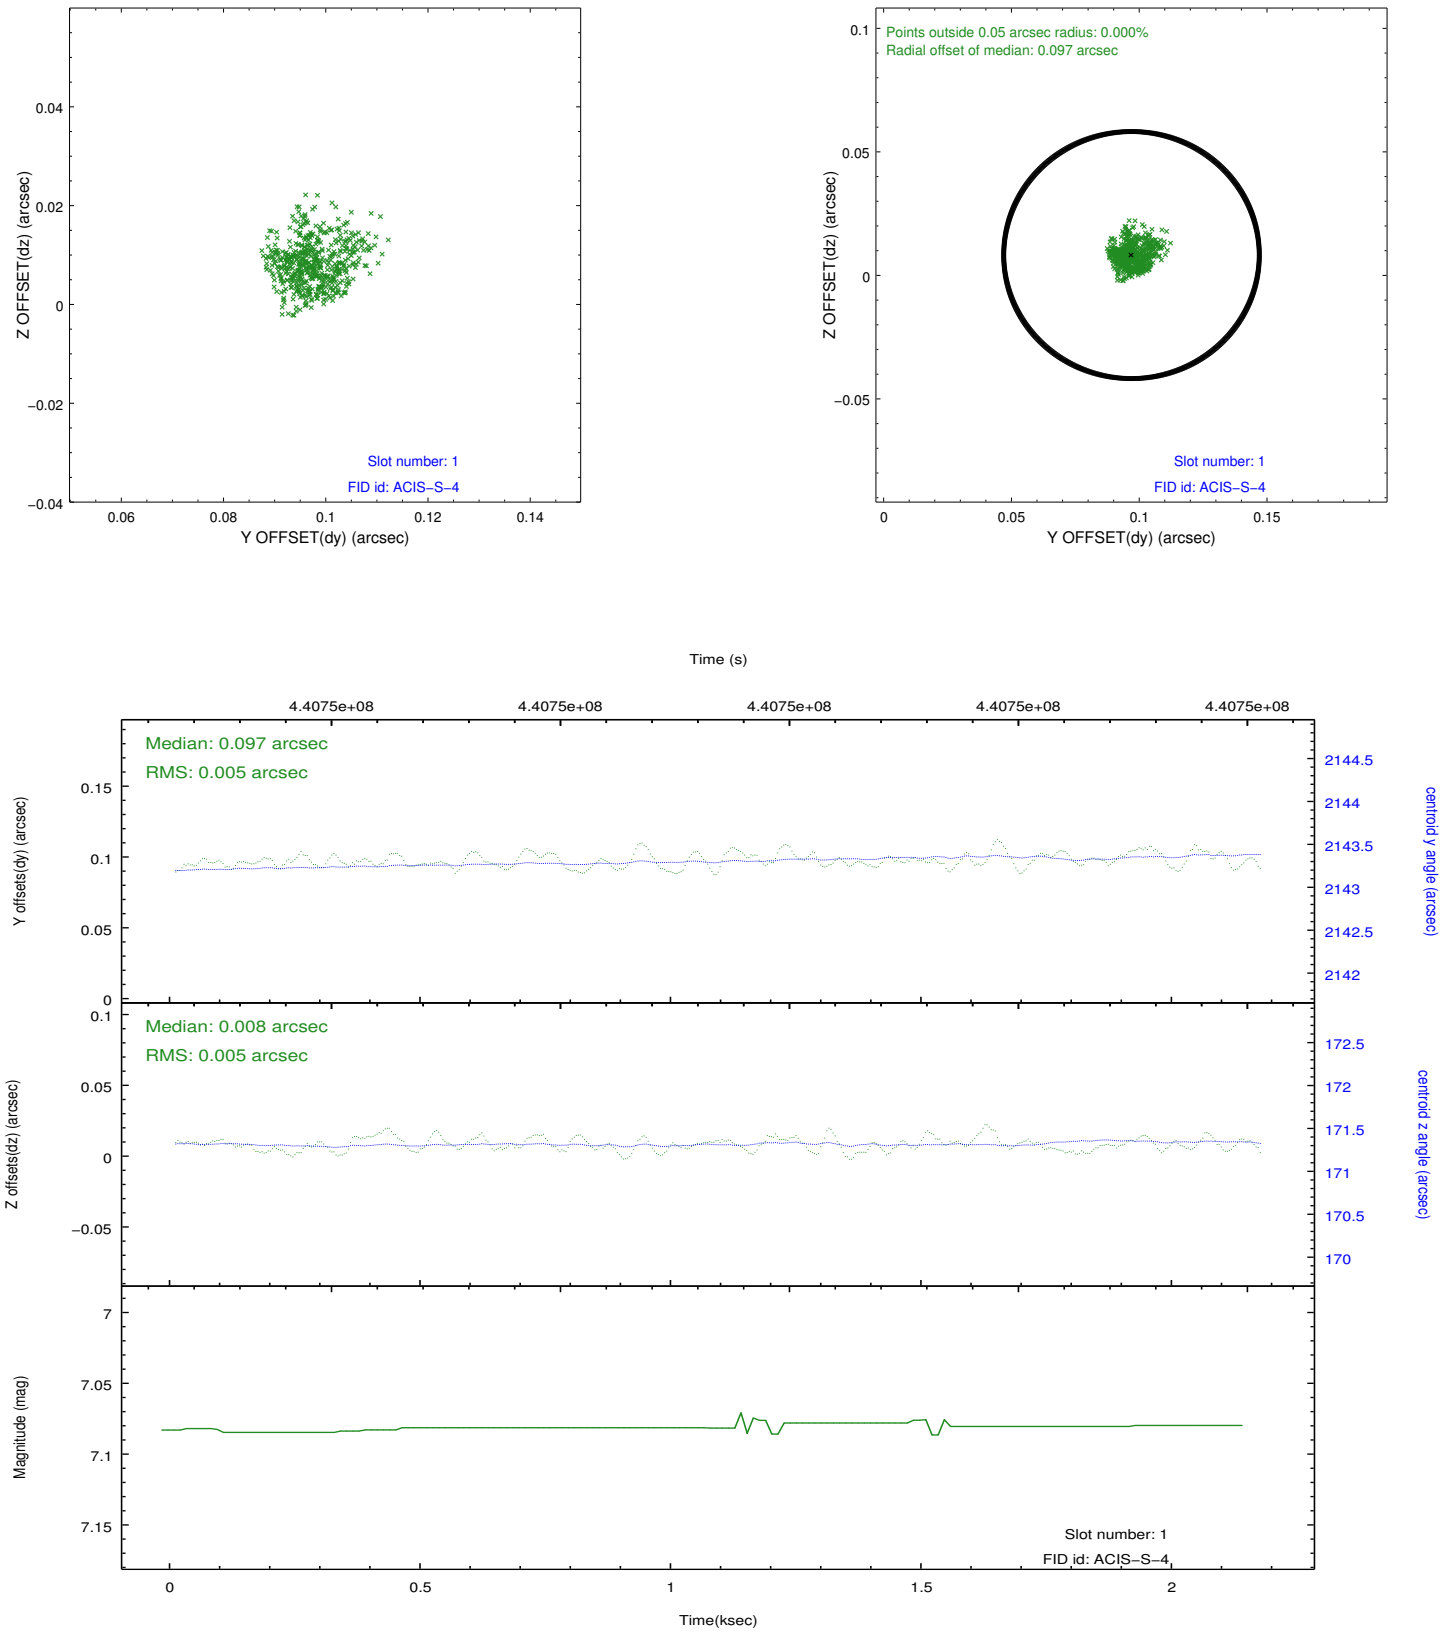 0.04
0.02
0
−0.02
−0.04
Z OFFSET(dz) (arcsec)
Slot number: 1
FID id: ACIS−S−4
0.06
0.08
0.1
0.12
0.14
Y OFFSET(dy) (arcsec)
0.1
0.05
0
−0.05
Z OFFSET(dz) (arcsec)
Points outside 0.05 arcsec radius: 0.000%
Radial offset of median: 0.097 arcsec
Slot number: 1
FID id: ACIS−S−4
0
0.05
0.1
0.15
Y OFFSET(dy) (arcsec)
Time (s)
4.4075e+08
4.4075e+08
4.4075e+08
4.4075e+08
4.4075e+08
Median: 0.097 arcsec
RMS: 0.005 arcsec
0.15
0.1
0.05
0
Y offsets(dy) (arcsec)
2144.5
2144
2143.5
2143
2142.5
2142
centroid y angle (arcsec)
Median: 0.008 arcsec
RMS: 0.005 arcsec
0.1
0.05
0
−0.05
Z offsets(dz) (arcsec)
172.5
172
171.5
171
170.5
170
centroid z angle (arcsec)
7
7.05
7.1
7.15
Magnitude (mag)
Slot number: 1
FID id: ACIS−S−4
0
0.5
1
1.5
2
Time(ksec)